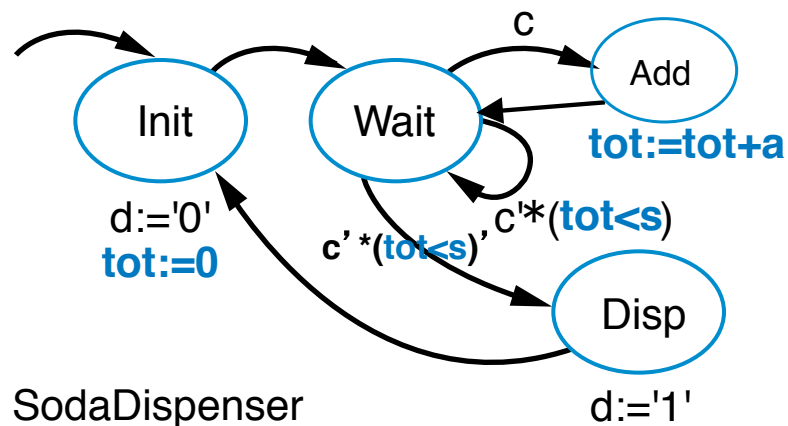 c
Init
Wait
Add
tot:=tot+a
d:='0'
tot:=0
c'*(tot<s)'
c'*(tot<s)
Disp
SodaDispenser
d:='1'